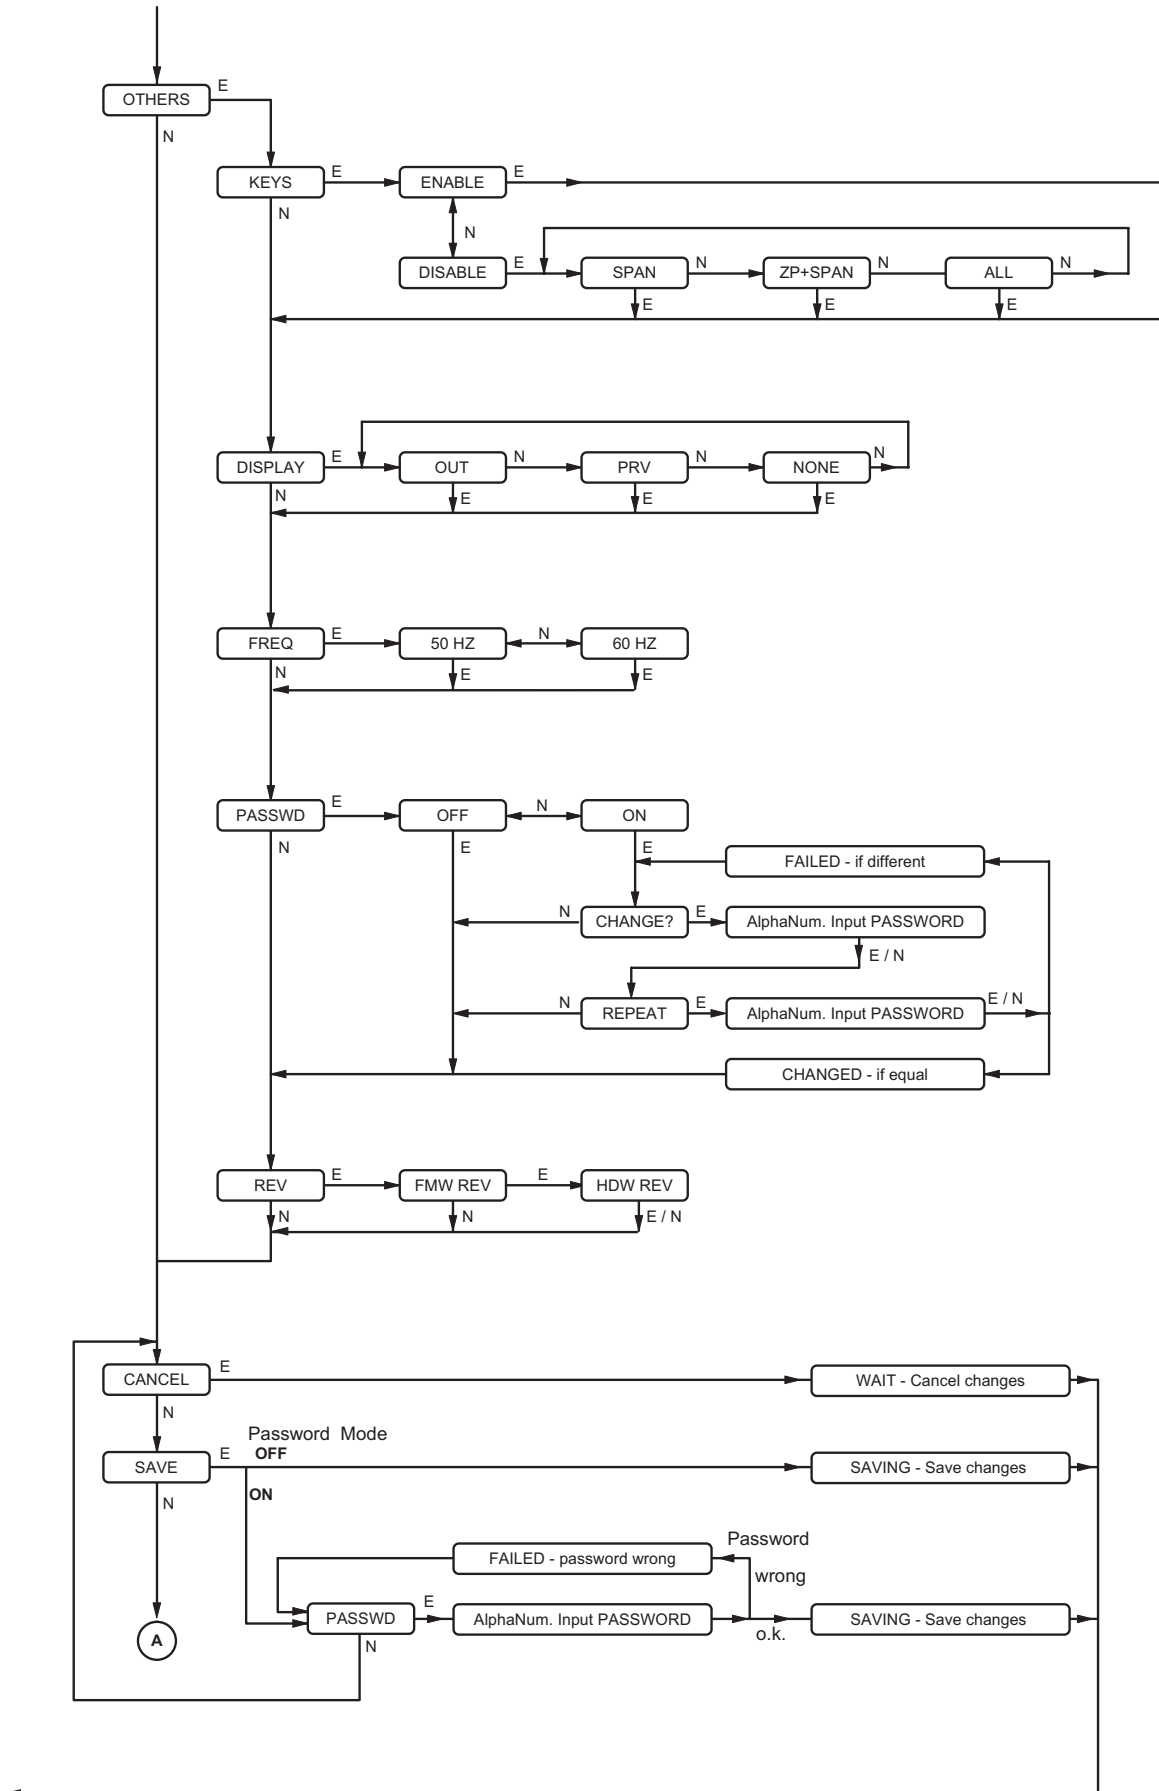 E
OTHERS
N
KEYS E ENABLE E
N
N
DISABLE E SPAN N ZP+SPAN N ALL N
E E E
DISPLAY E OUT N PRV N NONE N
N E E E
FREQ E 50 HZ N 60 HZ
N E E
PASSWD E OFF N ON
N E E
FAILED - if different
N CHANGE? E AlphaNum. Input PASSWORD
E / N
N REPEAT E AlphaNum. Input PASSWORD E / N
CHANGED - if equal
REV E FMW REV E HDW REV
N N E / N
CANCEL E WAIT - Cancel changes
N
Password Mode
SAVE E OFF SAVING - Save changes
N ON
Password
FAILED - password wrong
wrong
PASSWD E AlphaNum. Input PASSWORD SAVING - Save changes
o.k.
A
N